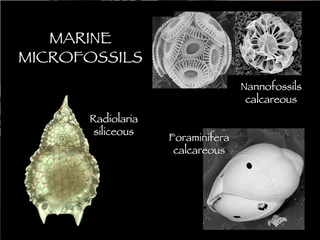 MARINE
MICROFOSSILS
Nannofossils
calcareous
Radiolaria
siliceous
Foraminifera
calcareous